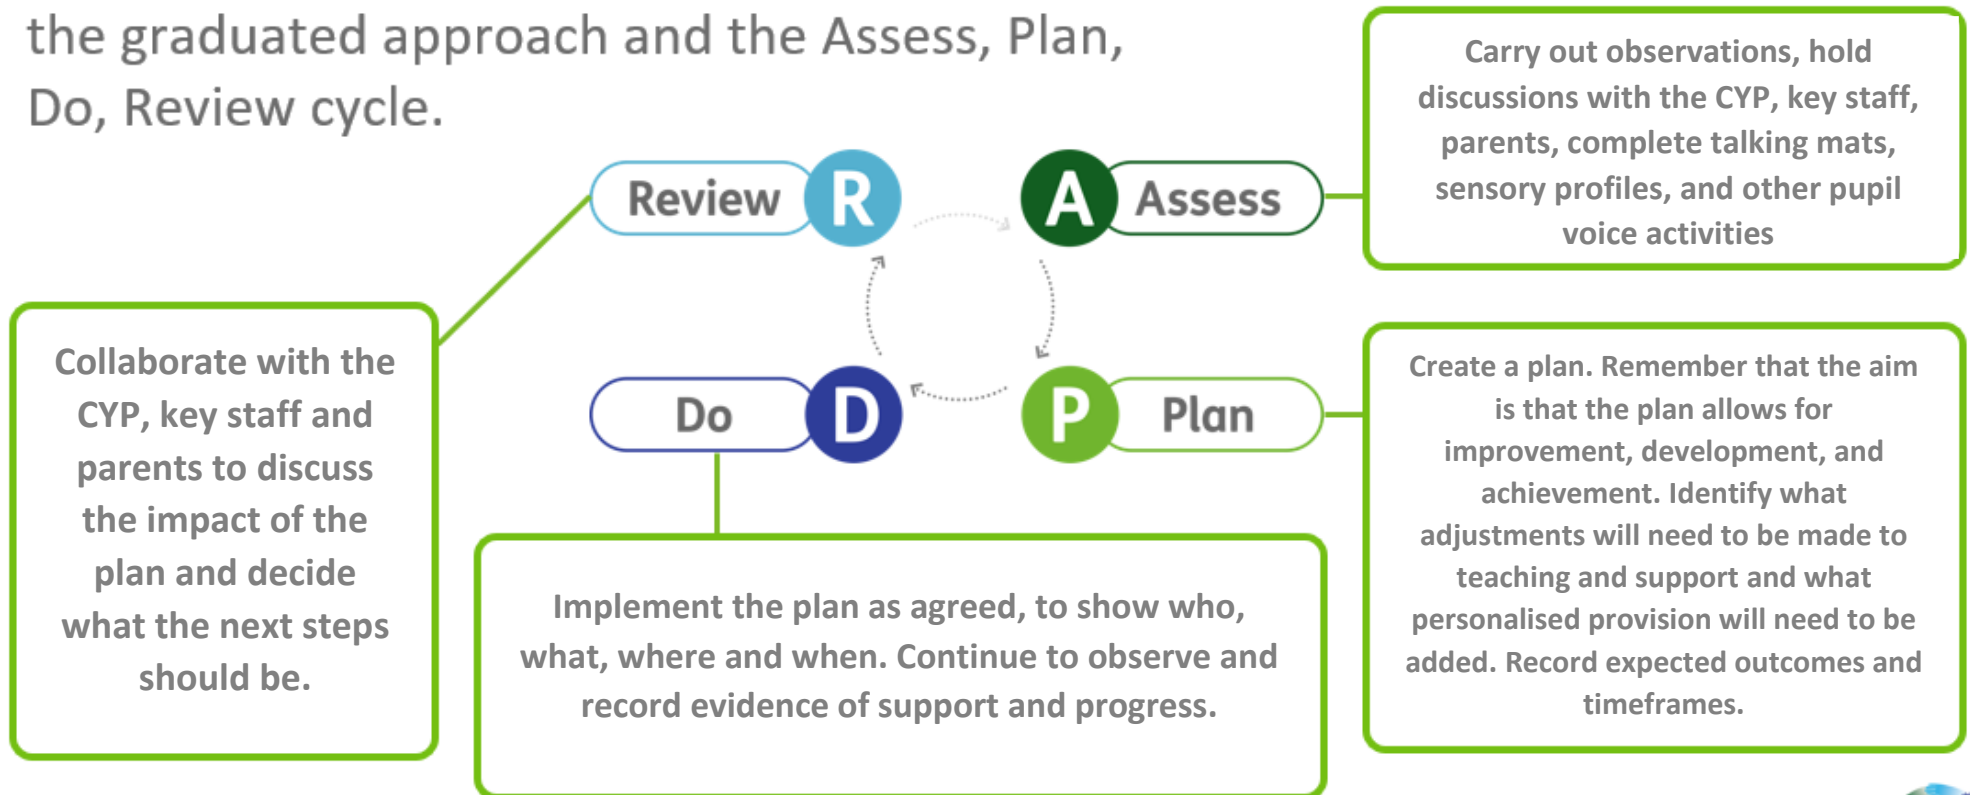 the graduated approach and the Assess, Plan,
Do, Review cycle.
Review R
A Assess
Carry out observations, hold
discussions with the CYP, key staff,
parents, complete talking mats,
sensory profiles, and other pupil
voice activities
Do D
P Plan
Create a plan. Remember that the aim
is that the plan allows for
improvement, development, and
achievement. Identify what
adjustments will need to be made to
teaching and support and what
personalised provision will need to be
added. Record expected outcomes and
timeframes.
Implement the plan as agreed, to show who,
what, where and when. Continue to observe and
record evidence of support and progress.
Collaborate with the
CYP, key staff and
parents to discuss
the impact of the
plan and decide
what the next steps
should be.